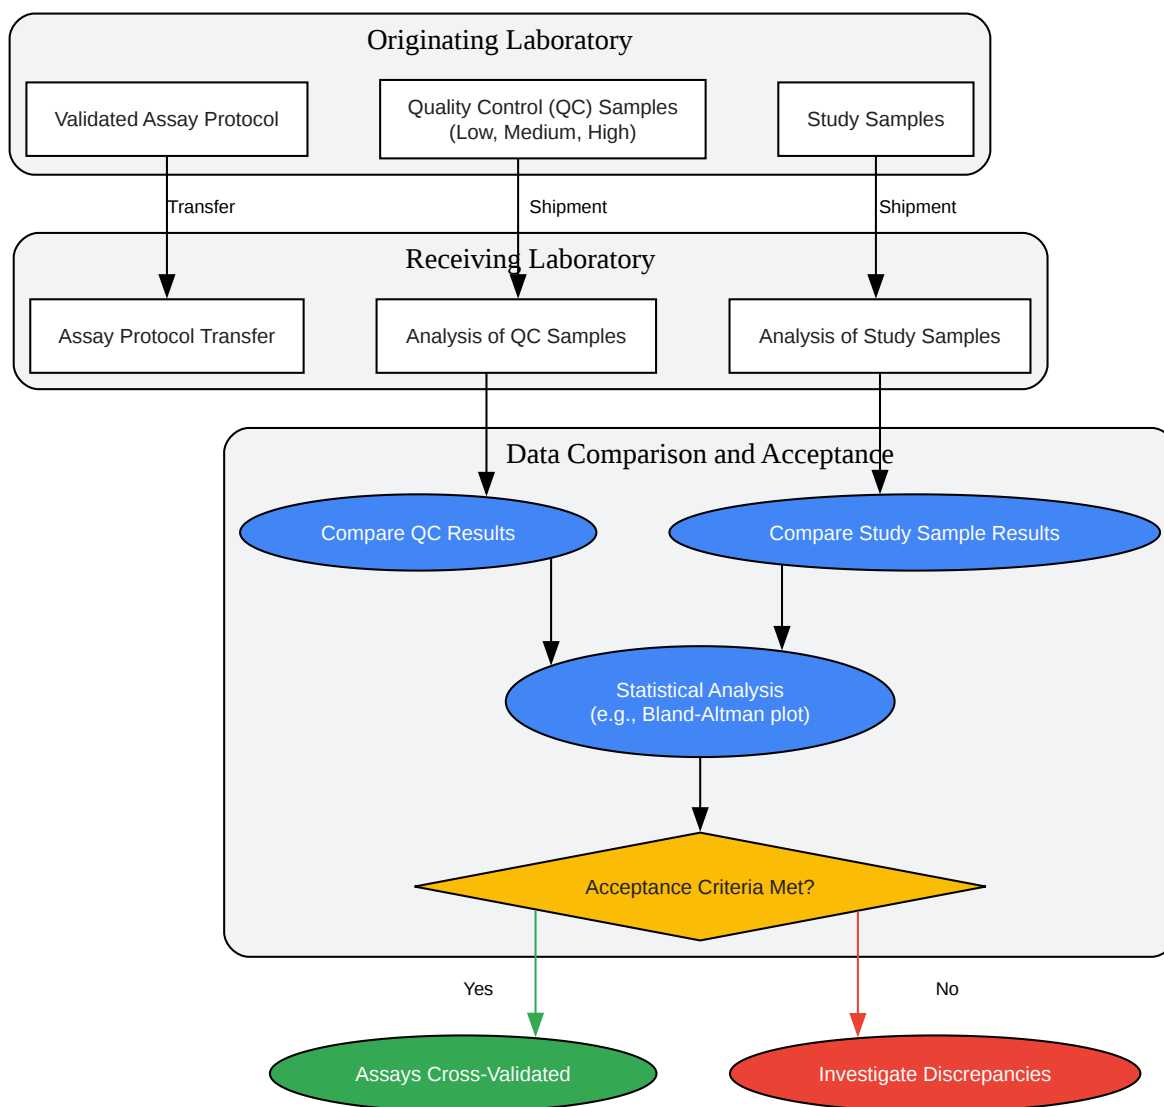 Originating Laboratory
Validated Assay Protocol
Quality Control (QC) Samples
(Low, Medium, High)
Study Samples
Transfer
Shipment
Shipment
Receiving Laboratory
Assay Protocol Transfer
Analysis of QC Samples
Analysis of Study Samples
Data Comparison and Acceptance
Compare QC Results
Compare Study Sample Results
Statistical Analysis
(e.g., Bland-Altman plot)
Acceptance Criteria Met?
Yes
No
Assays Cross-Validated
Investigate Discrepancies